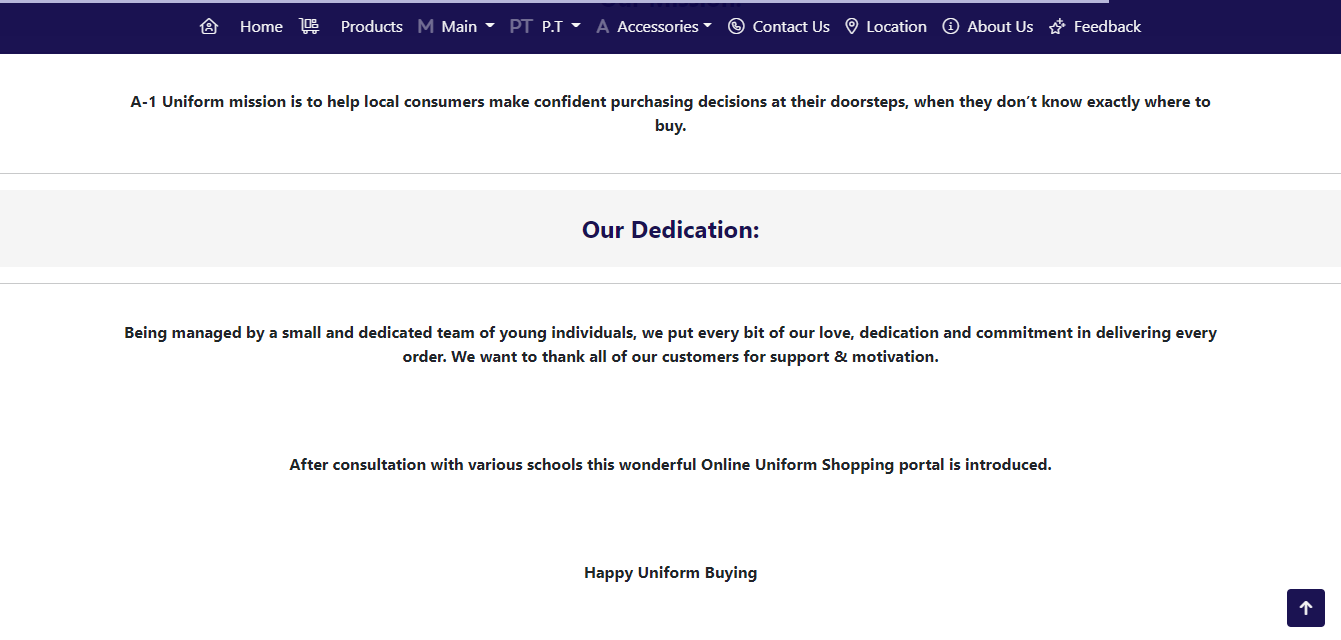 Our Mission:
Home Products M Main PT P.T A Accessories Contact Us Location About Us Feedback
A-1 Uniform mission is to help local consumers make confident purchasing decisions at their doorsteps, when they don’t know exactly where to
buy.
Our Dedication:
Being managed by a small and dedicated team of young individuals, we put every bit of our love, dedication and commitment in delivering every
order. We want to thank all of our customers for support & motivation.
After consultation with various schools this wonderful Online Uniform Shopping portal is introduced.
Happy Uniform Buying